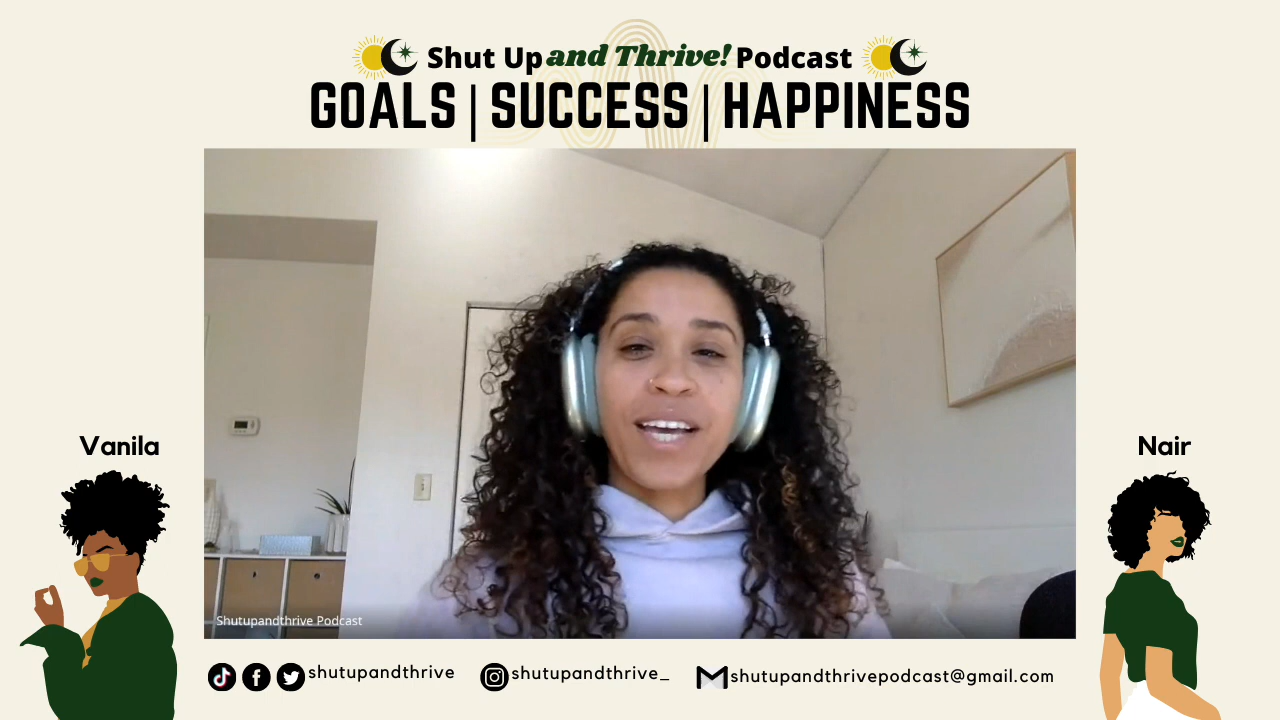 Shut Up and Thrive! Podcast
GOALS | SUCCESS | HAPPINESS
Vanila
Nair
Shutupandthrive Podcast
shutupandthrive
shutupandthrive_
shutupandthrivepodcast@gmail.com